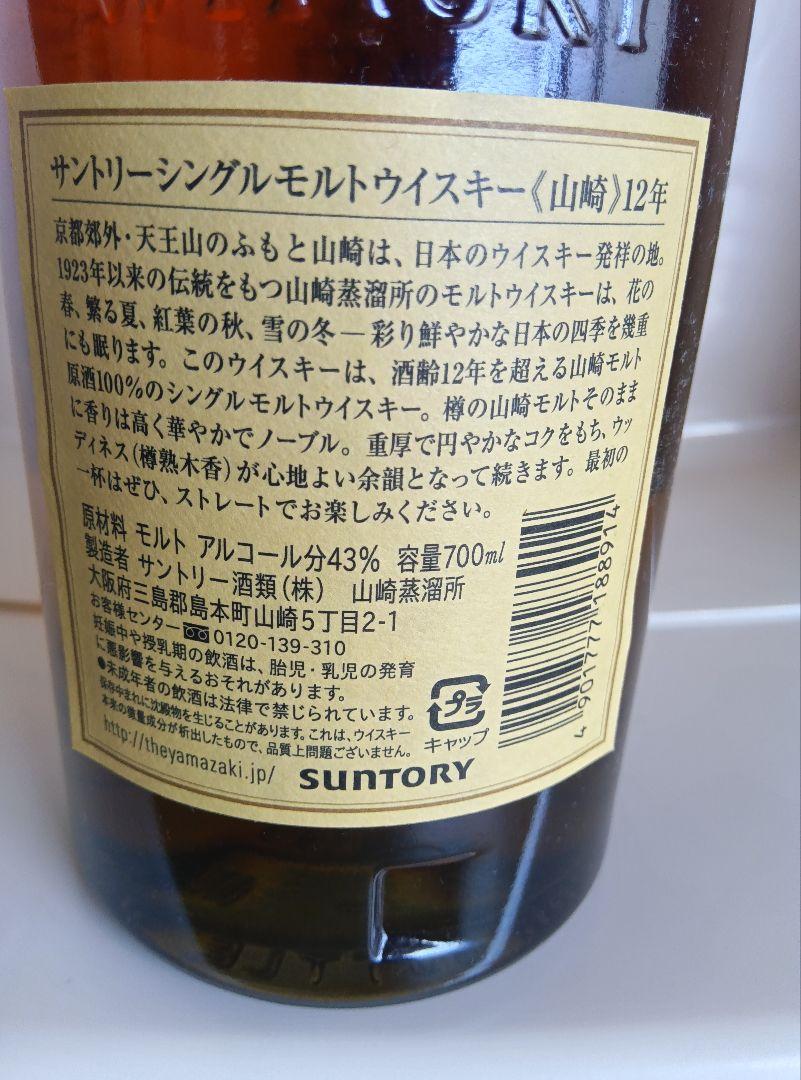 SUNTORY
サントリーシングルモルトウイスキー《山崎》12年
京都郊外・天王山のふもと山崎は、日本のウイスキー発祥の地。
1923年以来の伝統をもつ山崎蒸溜所のモルトウイスキーは、花の
春、繁る夏、紅葉の秋、雪の冬―彩り鮮やかな日本の四季を幾重
にも眠ります。このウイスキーは、酒齢12年を超える山崎モルト
原酒100%のシングルモルトウイスキー。樽の山崎モルトそのまま
に香りは高く華やかでノーブル。重厚で円やかなコクをもち、ウッ
ディネス(樽熟木香)が心地よい余韻となって続きます。最初の
一杯はぜひ、ストレートでお楽しみください。
原材料 モルト アルコール分43% 容量700ml
製造者 サントリー酒類(株) 山崎蒸溜所
大阪府三島郡島本町山崎5丁目2-1
お客様センター 0120-139-310
妊娠中や授乳期の飲酒は、胎児・乳児の発育
に悪影響を与えるおそれがあります。
●未成年者の飲酒は法律で禁じられています。
保存中まれに沈殿物を生じることがあります。これは、ウイスキー
本来の微量成分が析出したもので、品質上問題ございません。
http://theyamazaki.jp/
SUNTORY
プラ
キャップ
4901777188914